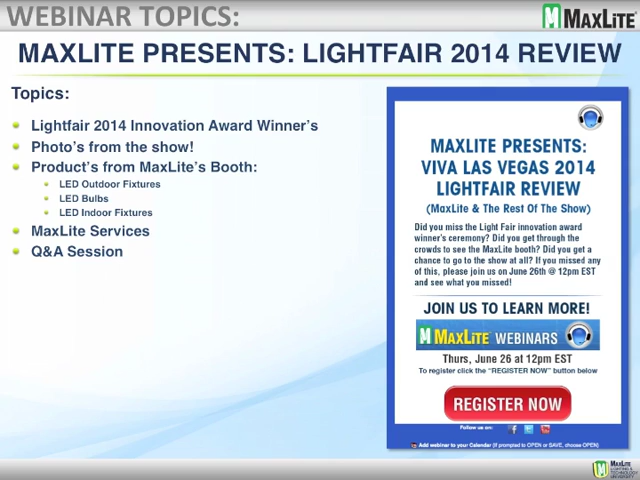 WEBINAR TOPICS:
MAXLITE
MAXLITE PRESENTS: LIGHTFAIR 2014 REVIEW
Topics:
Lightfair 2014 Innovation Award Winner's
Photo's from the show!
Product's from MaxLite's Booth:
LED Outdoor Fixtures
LED Bulbs
LED Indoor Fixtures
MaxLite Services
Q&A Session
MAXLITE PRESENTS:
VIVA LAS VEGAS 2014
LIGHTFAIR REVIEW
(MaxLite & The Rest Of The Show)
Did you miss the Light Fair innovation award
winner's ceremony? Did you get through the
crowds to see the MaxLite booth? Did you get a
chance to go to the show at all? If you missed any
of this, please join us on June 26th @ 12pm EST
and see what you missed!
JOIN US TO LEARN MORE!
MAXLITE WEBINARS
Thurs, June 26 at 12pm EST
To register click the "REGISTER NOW" button below
REGISTER NOW
Follow us on:
Add webinar to your Calendar (if prompted to OPEN or SAVE, choose OPEN)
MAXLITE
LIGHTING &
TECHNOLOGY
UNIVERSITY